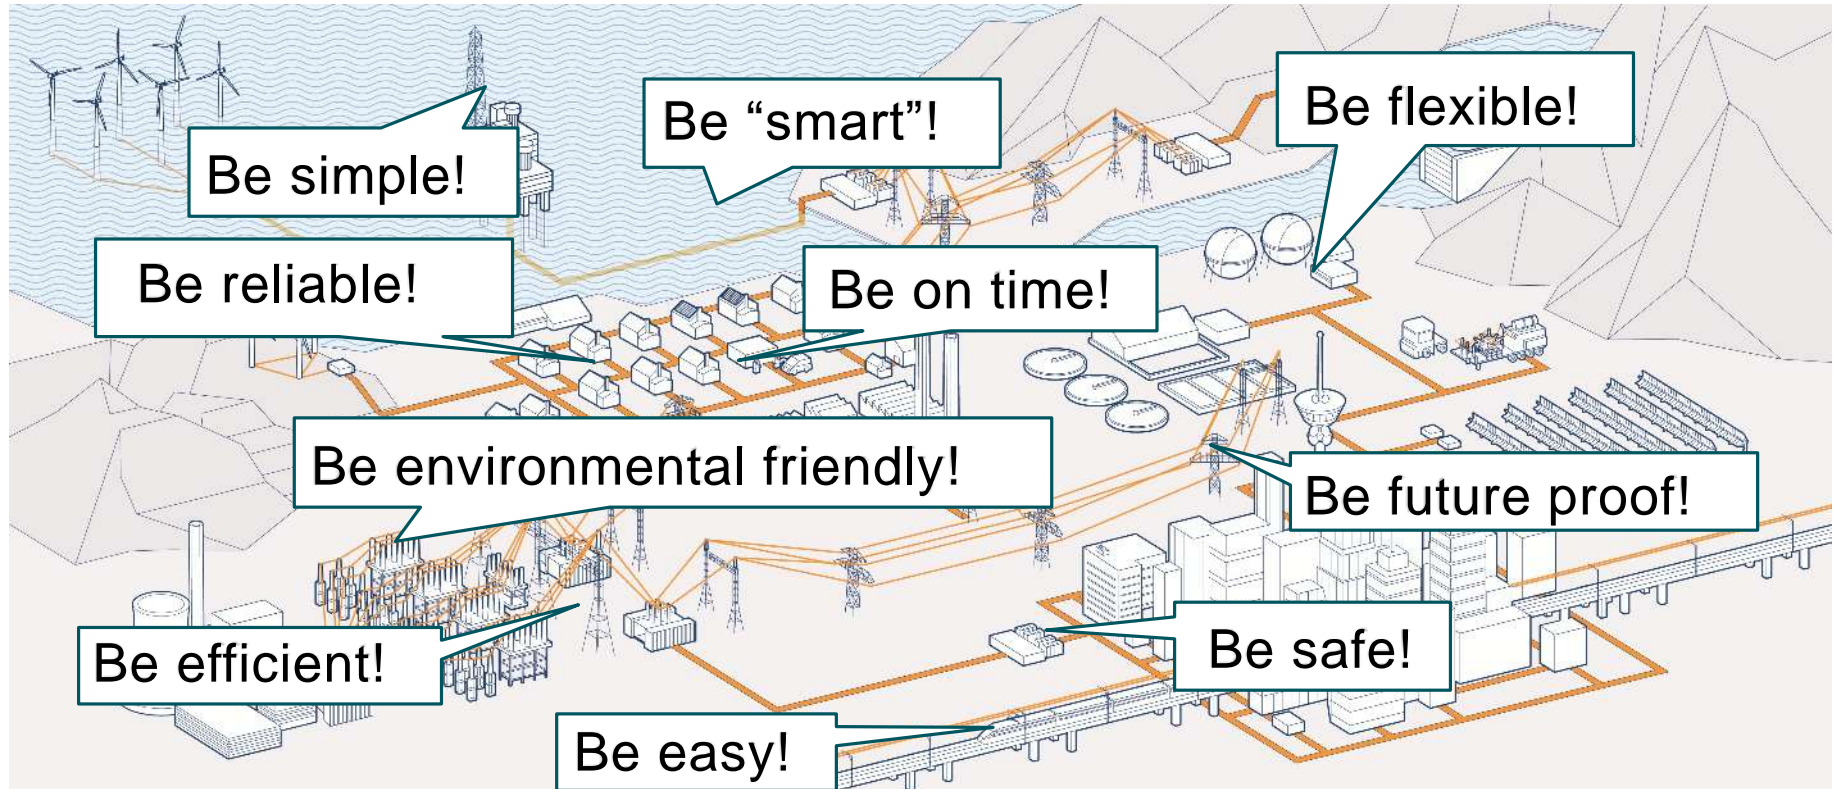 Be simple!
Be “smart”!
Be flexible!
Be reliable!
Be on time!
Be environmental friendly!
Be future proof!
Be efficient!
Be safe!
Be easy!